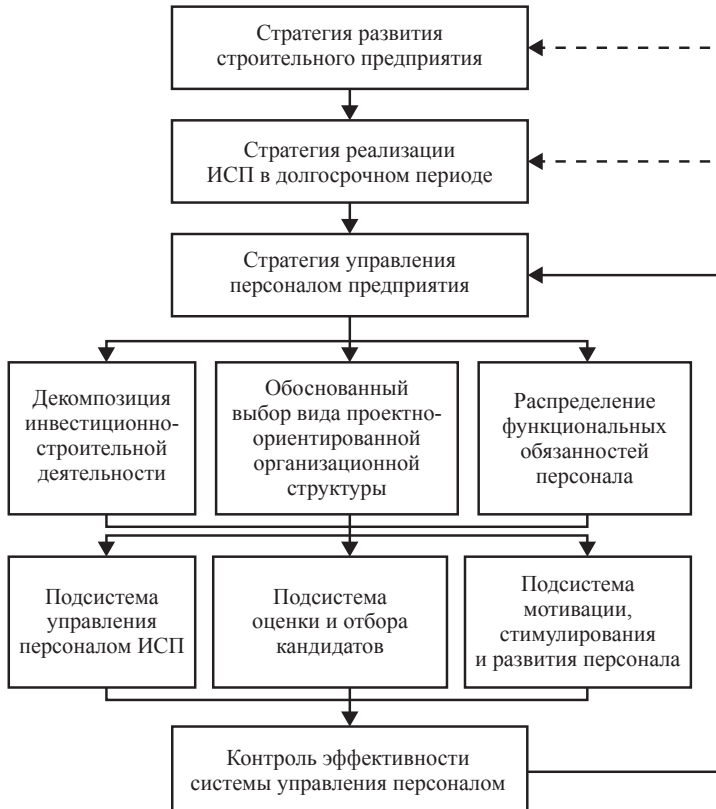 Стратегия развития
строительного предприятия
Стратегия реализации
ИСП в долгосрочном периоде
Стратегия управления
персоналом предприятия
Декомпозиция
инвестиционно-
строительной
деятельности
Обоснованный
выбор вида проектно-
ориентированной
организационной
структуры
Распределение
функциональных
обязанностей
персонала
Подсистема
управления
персоналом ИСП
Подсистема
оценки и отбора
кандидатов
Подсистема
мотивации,
стимулирования
и развития персонала
Контроль эффективности
системы управления персоналом